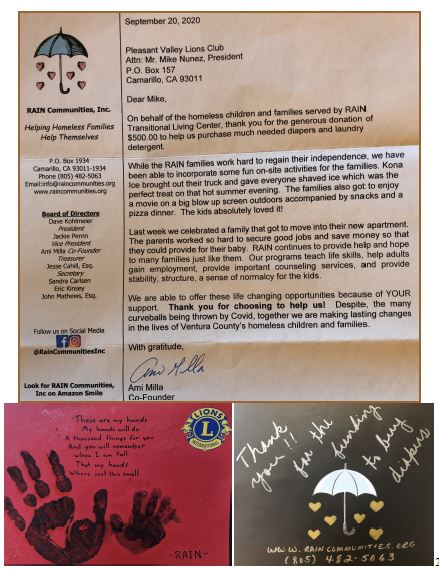 RAIN Communities, Inc.
Helping Homeless Families
Help Themselves
P.O. Box 1934
Camarillo, CA 93011-1934
Phone (805) 482-5063
Email:info@raincommunities.org
www.raincommunities.org
Board of Directors
Dave Kohlmeier
President
Jackie Perrin
Vice President
Ami Milla Co-Founder
Treasurer
Jesse Cahill, Esq.
Secretary
Sandra Carlsen
Eric Kinsey
John Mathews, Esq.
Follow us on Social Media
@RainCommunitiesInc
Look for RAIN Communities,
Inc on Amazon Smile
September 20, 2020
Pleasant Valley Lions Club
Attn: Mr. Mike Nunez, President
P.O. Box 157
Camarillo, CA 93011
Dear Mike,
On behalf of the homeless children and families served by RAIN
Transitional Living Center, thank you for the generous donation of
$500.00 to help us purchase much needed diapers and laundry
detergent.
While the RAIN families work hard to regain their independence, we have
been able to incorporate some fun on-site activities for the families. Kona
Ice brought out their truck and gave everyone shaved ice which was the
perfect treat on that hot summer evening. The families also got to enjoy
a movie on a big blow up screen outdoors accompanied by snacks and a
pizza dinner. The kids absolutely loved it!
Last week we celebrated a family that got to move into their new apartment.
The parents worked so hard to secure good jobs and save money so that
they could provide for their baby. RAIN continues to provide help and hope
to many families just like them. Our programs teach life skills, help adults
gain employment, provide important counseling services, and provide
stability, structure, a sense of normalcy for the kids.
We are able to offer these life changing opportunities because of YOUR
support. Thank you for choosing to help us! Despite, the many
curveballs being thrown by Covid, together we are making lasting changes
in the lives of Ventura County's homeless children and families.
With gratitude,
Ami Milla
Ami Milla
Co-Founder
These are my hands
My hands will do
A thousand things for you
And you will remember
when I am tall
That my hands
Where just this small.
-RAIN-
LIONS
L
INTERNATIONAL
Thank you!!
for the
funding
to buy
diapers
WWW.RAINCOMMUNITIES.ORG
(805) 482-5063
2